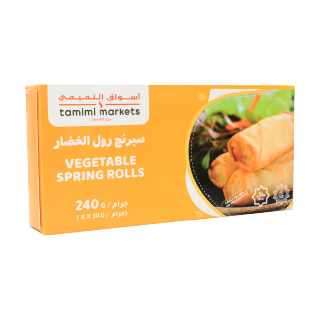 أسواق التميمي
tamimi markets
سبرنج رول الخضار
VEGETABLE
SPRING ROLLS
240 G / جرام
( 8 X 30 G / جرام )